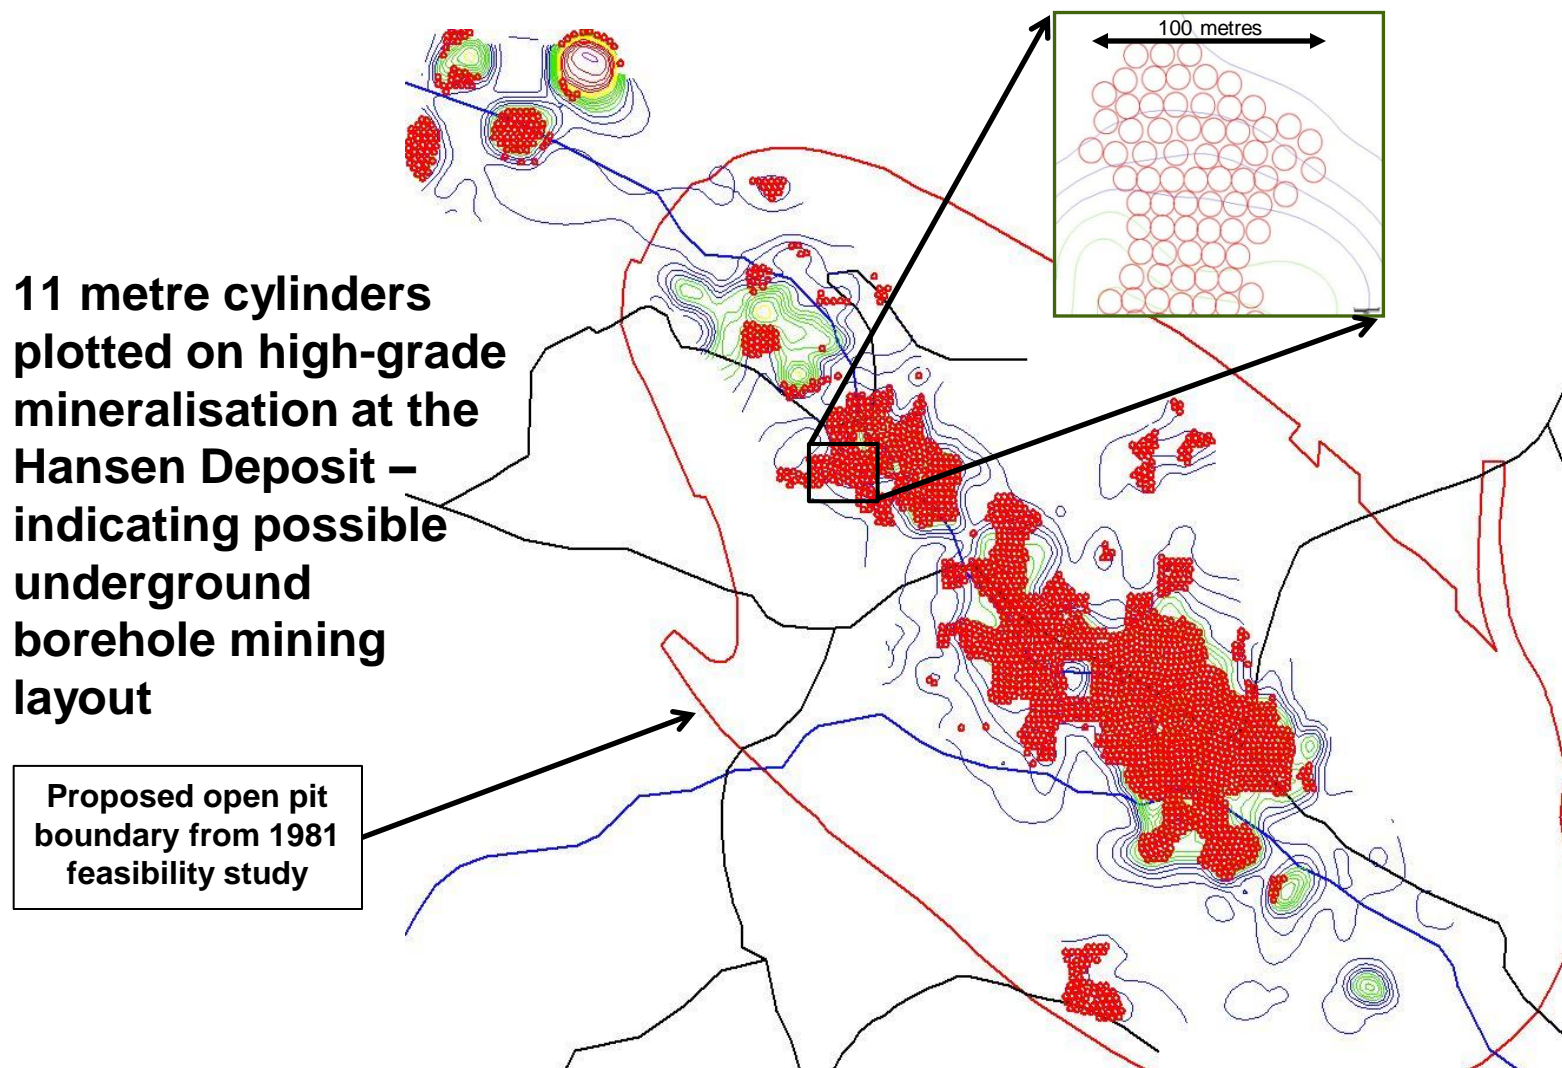 100 metres
11 metre cylinders
plotted on high-grade
mineralisation at the
Hansen Deposit –
indicating possible
underground
borehole mining
layout
Proposed open pit
boundary from 1981
feasibility study